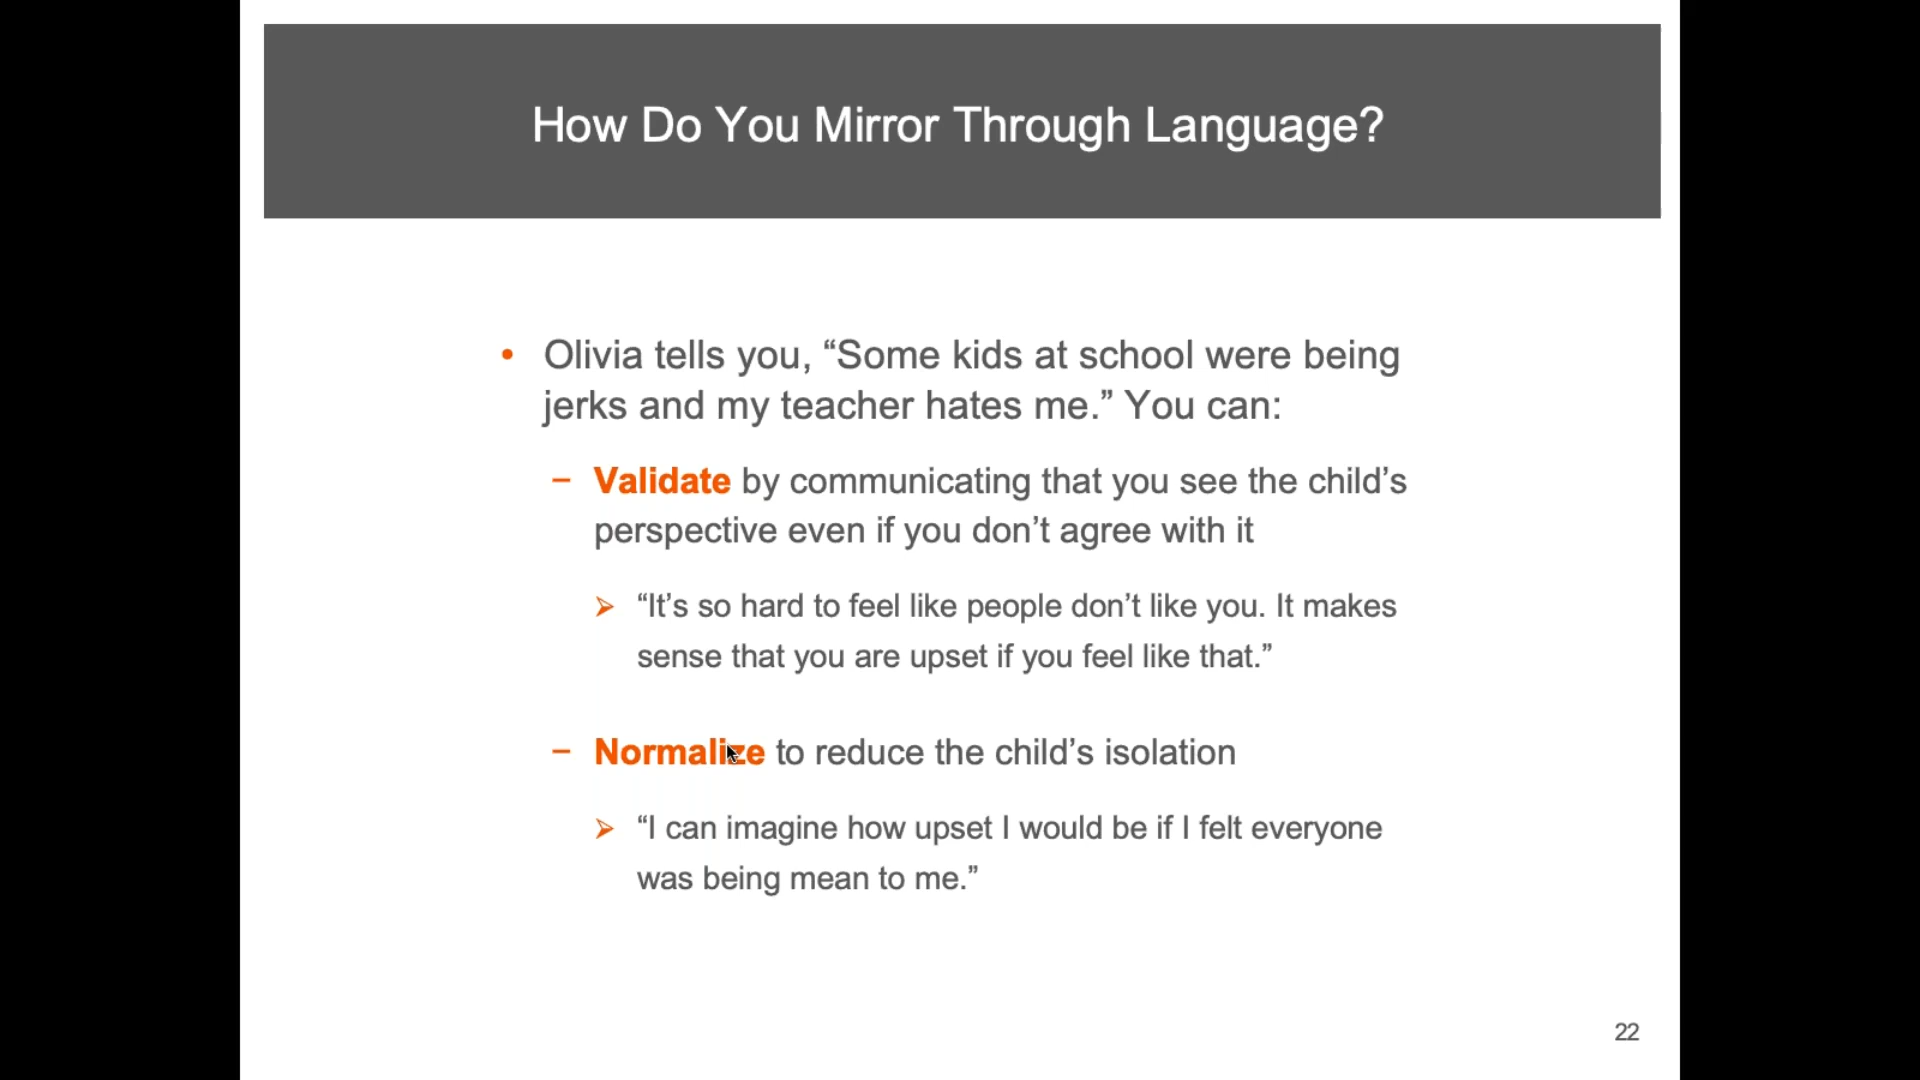 How Do You Mirror Through Language?
• Olivia tells you, “Some kids at school were being
jerks and my teacher hates me.” You can:
– Validate by communicating that you see the child’s
perspective even if you don’t agree with it
➢ “It’s so hard to feel like people don’t like you. It makes
sense that you are upset if you feel like that.”
– Normalize to reduce the child’s isolation
➢ “I can imagine how upset I would be if I felt everyone
was being mean to me.”
22